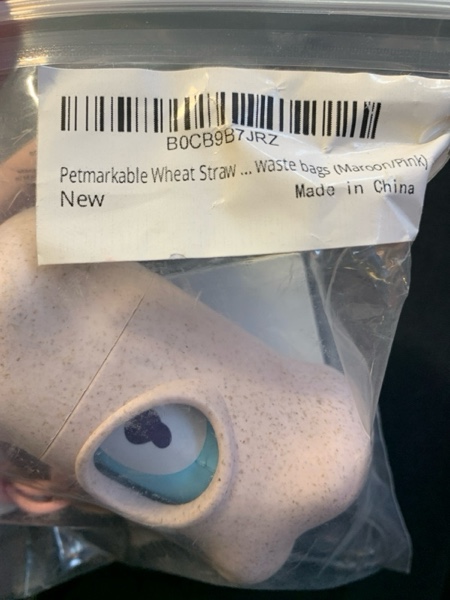 B0CB9B7JRZ
Petmarkable Wheat Straw ... waste bags (Maroon/Pink)
New
Made in China